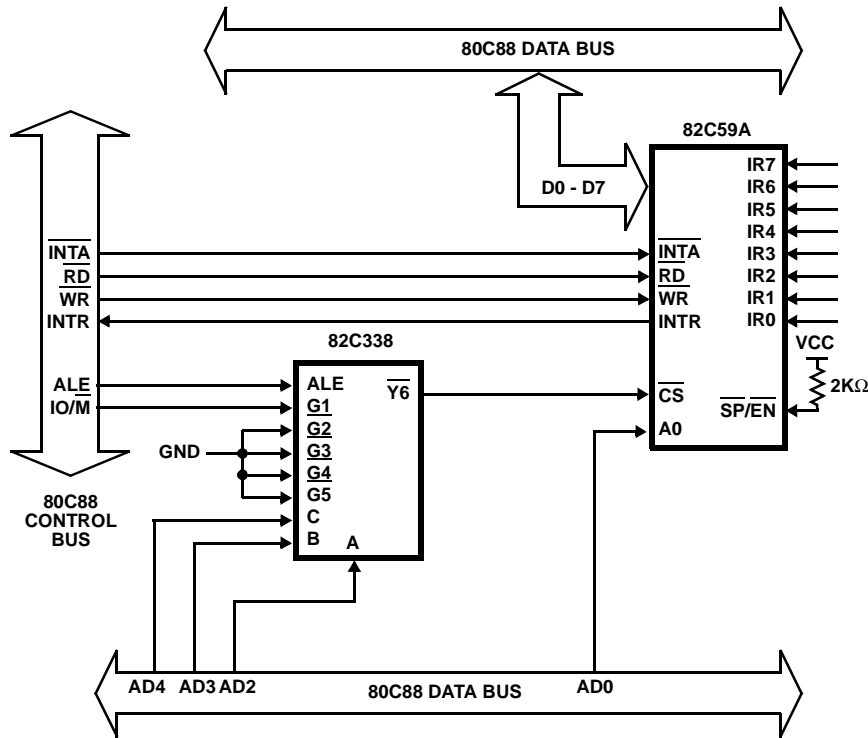 80C88 DATA BUS
82C59A
D0 - D7
IR7
IR6
IR5
IR4
IR3
IR2
IR1
IR0
INTA
RD
WR
INTR
INTA
RD
WR
INTR
82C338
VCC
2KΩ
ALE
IO/M
ALE
G1
G2
G3
G4
G5
C
B
A
Y6
CS
A0
SP/EN
GND
80C88
CONTROL
BUS
AD4
AD3
AD2
80C88 DATA BUS
AD0